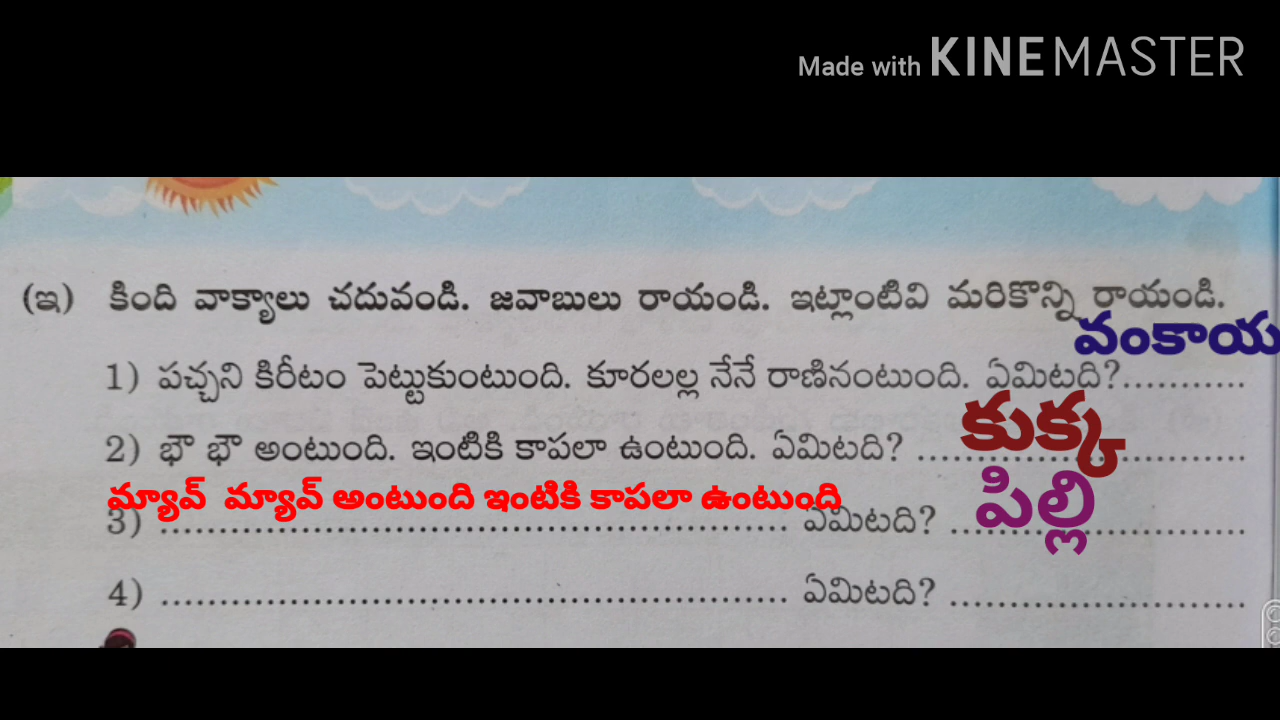 Made with KINEMASTER
(ఇ) కింది వాక్యాలు చదువండి. జవాబులు రాయండి. ఇట్లాంటివి మరికొన్ని రాయండి.
వంకాయ
1) పచ్చని కిరీటం పెట్టుకుంటుంది. కూరలల్ల నేనే రాణినంటుంది. ఏమిటది?...........
కుక్క
2) భౌ భౌ అంటుంది. ఇంటికి కాపలా ఉంటుంది. ఏమిటది? ..............................
మ్యావ్ మ్యావ్ అంటుంది ఇంటికి కాపలా ఉంటుంది
పిల్లి
3) ............................................................ ఏమిటది? ............................
4) ............................................................ ఏమిటది? ............................